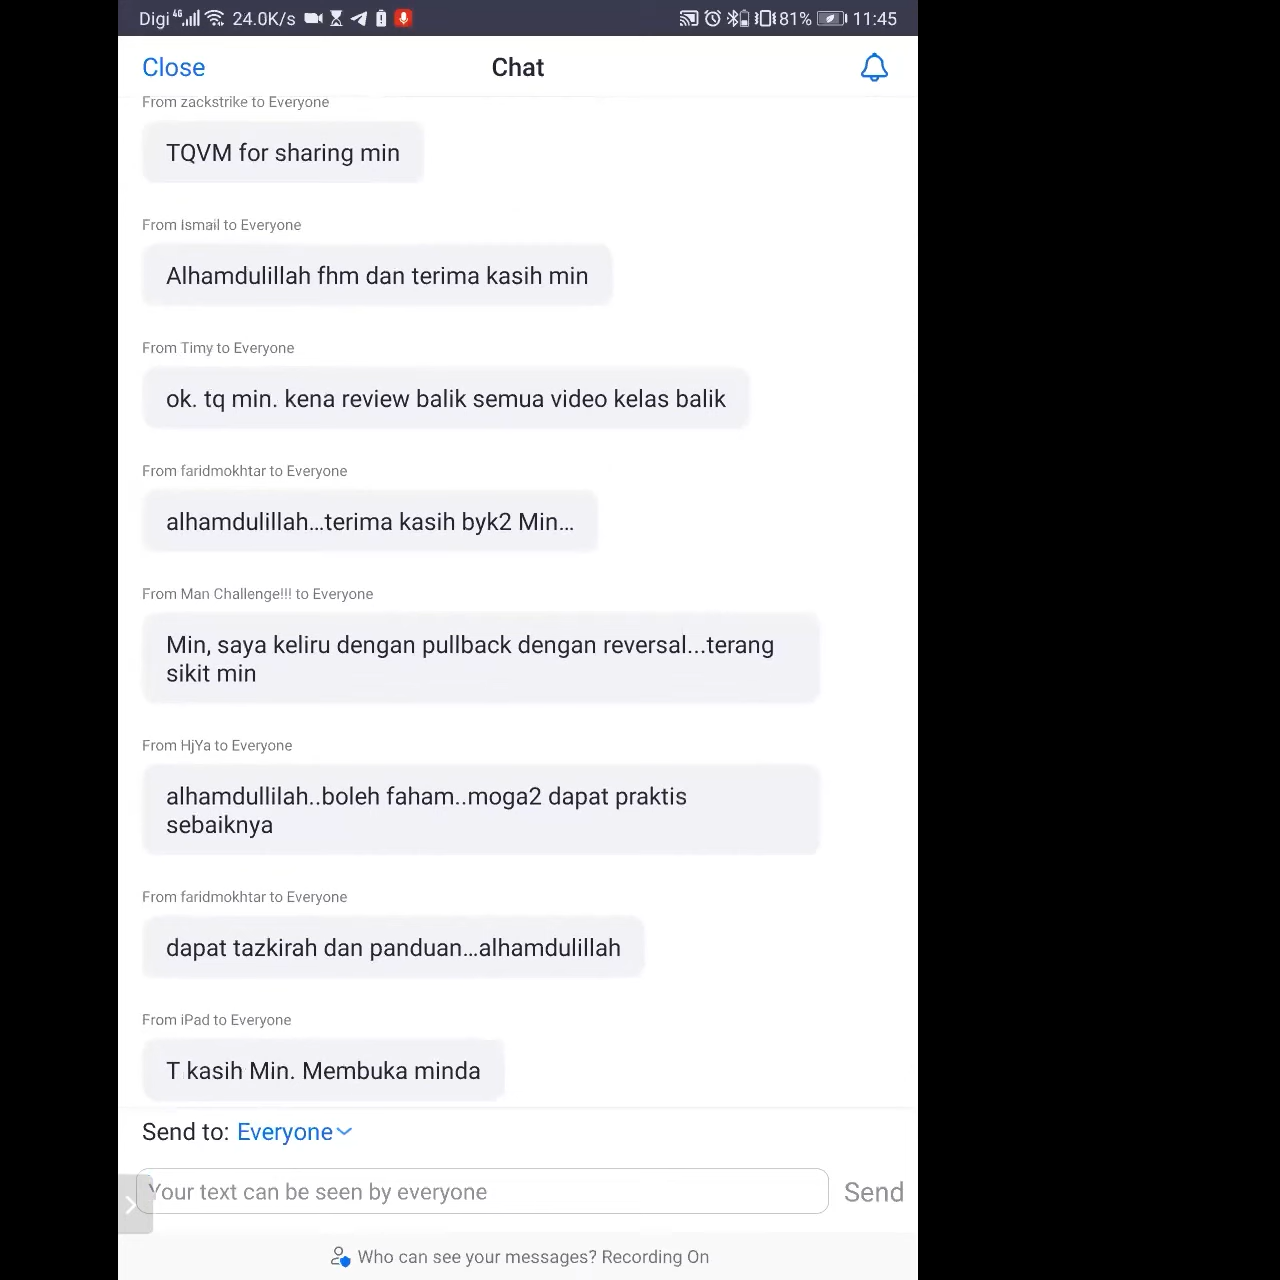 Digi 4G 24.0K/s 81% 11:45
Close Chat
From zackstrike to Everyone
TQVM for sharing min
From Ismail to Everyone
Alhamdulillah fhm dan terima kasih min
From Timy to Everyone
ok. tq min. kena review balik semua video kelas balik
From faridmokhtar to Everyone
alhamdulillah...terima kasih byk2 Min...
From Man Challenge!!! to Everyone
Min, saya keliru dengan pullback dengan reversal...terang
sikit min
From HjYa to Everyone
alhamdullilah..boleh faham..moga2 dapat praktis
sebaiknya
From faridmokhtar to Everyone
dapat tazkirah dan panduan...alhamdulillah
From iPad to Everyone
T kasih Min. Membuka minda
Send to: Everyone
Your text can be seen by everyone Send
Who can see your messages? Recording On